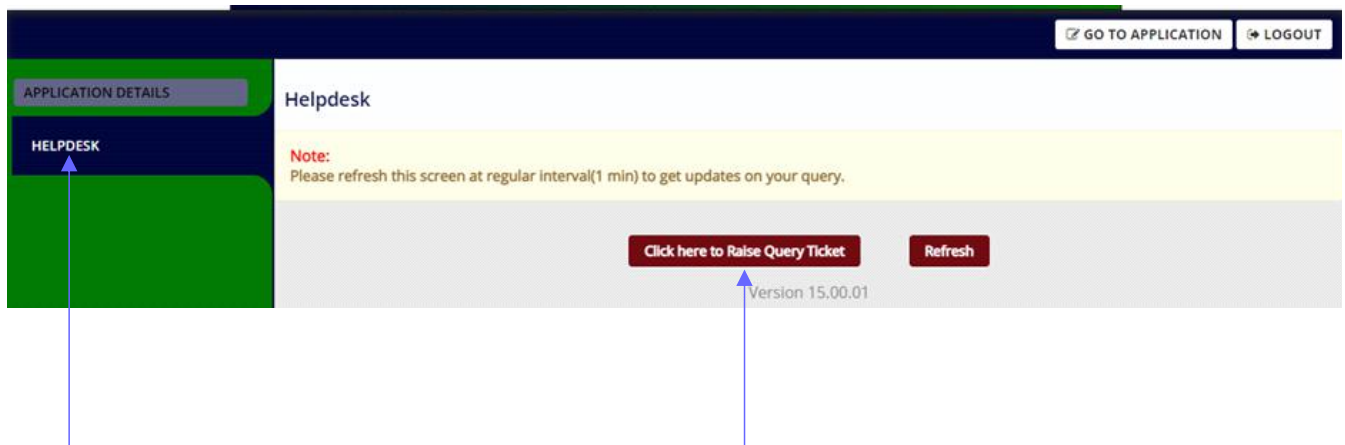 GO TO APPLICATION
LOGOUT
APPLICATION DETAILS
HELPDESK
Helpdesk
Note:
Please refresh this screen at regular interval(1 min) to get updates on your query.
Click here to Raise Query Ticket
Refresh
Version 15.00.01